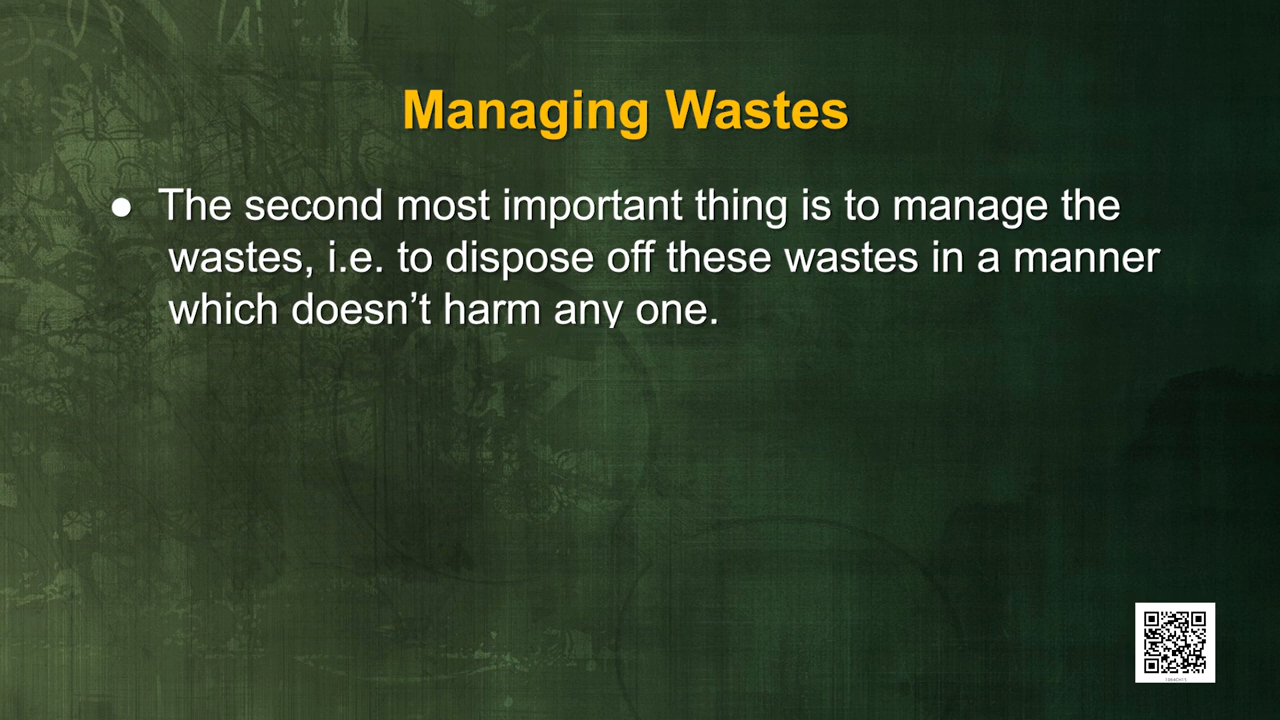 Managing Wastes
● The second most important thing is to manage the
wastes, i.e. to dispose off these wastes in a manner
which doesn’t harm any one.